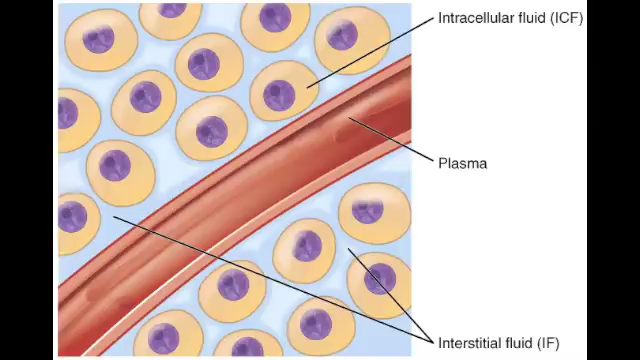 Intracellular fluid (ICF)
Plasma
Interstitial fluid (IF)